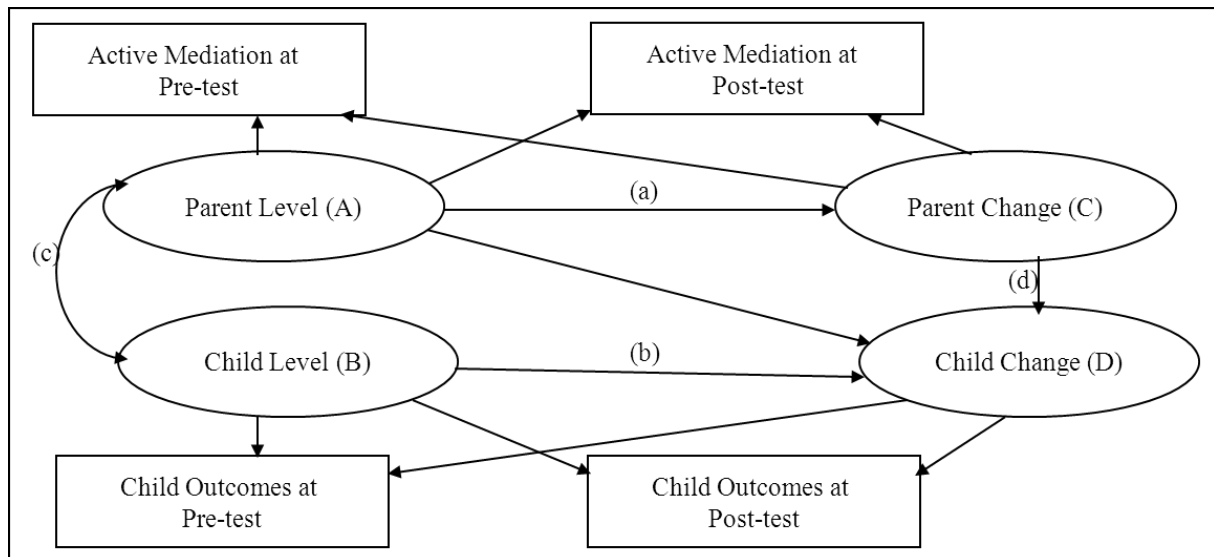 Active Mediation at
Pre-test
Active Mediation at
Post-test
(a)
Parent Level (A)
Parent Change (C)
(c)
(d)
(b)
Child Level (B)
Child Change (D)
Child Outcomes at
Pre-test
Child Outcomes at
Post-test